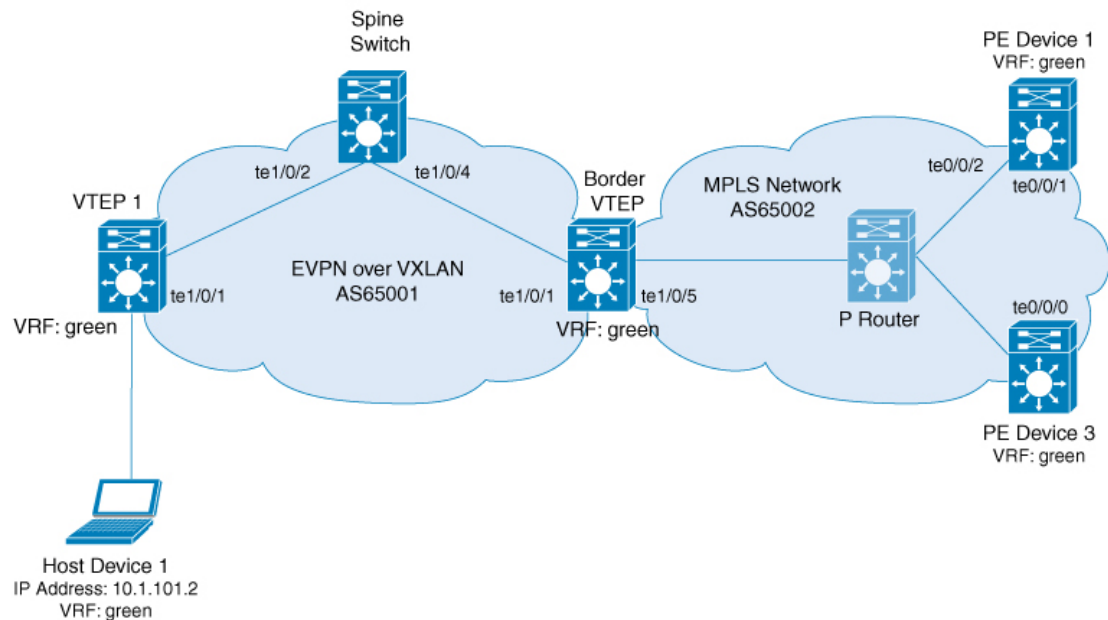 Spine
Switch
PE Device 1
VRF: green
te1/0/2
te1/0/4
te0/0/2
te0/0/1
VTEP 1
Border
VTEP
MPLS Network
AS65002
EVPN over VXLAN
AS65001
te1/0/1
te1/0/1
te1/0/5
VRF: green
VRF: green
P Router
te0/0/0
PE Device 3
VRF: green
Host Device 1
IP Address: 10.1.101.2
VRF: green